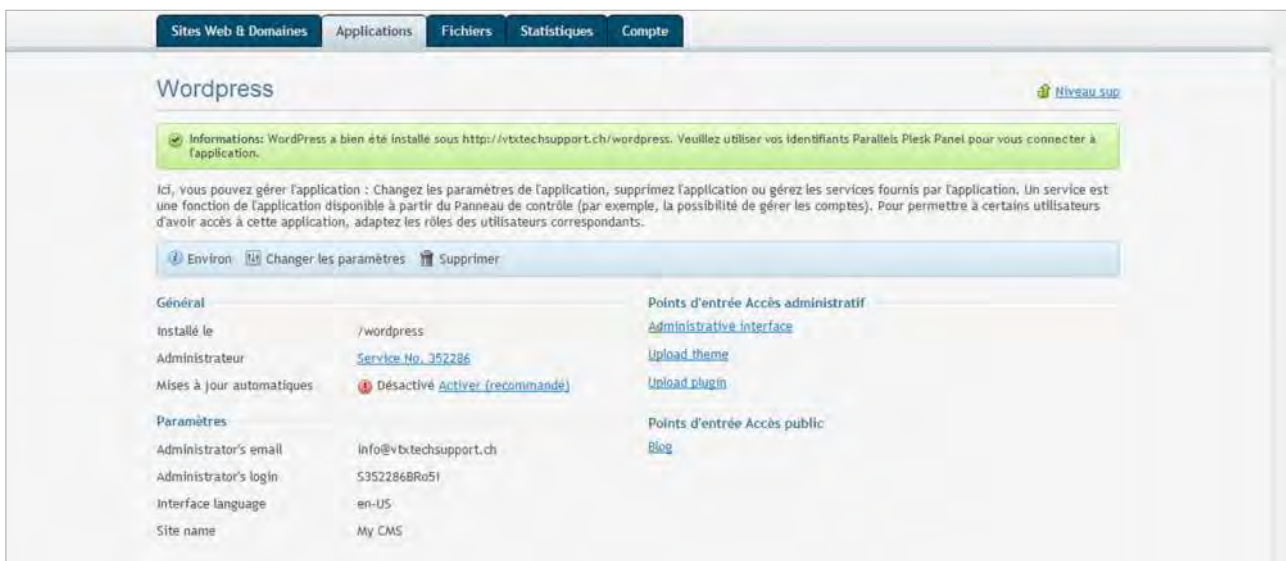 Sites Web & Domaines Applications Fichiers Statistiques Compte
Wordpress
Niveau sup
Informations: WordPress a bien été installé sous http://vtxtechsupport.ch/wordpress. Veuillez utiliser vos identifiants Parallels Plesk Panel pour vous connecter à
l'application.
Ici, vous pouvez gérer l'application : Changez les paramètres de l'application, supprimez l'application ou gérez les services fournis par l'application. Un service est
une fonction de l'application disponible à partir du Panneau de contrôle (par exemple, la possibilité de gérer les comptes). Pour permettre à certains utilisateurs
d'avoir accès à cette application, adaptez les rôles des utilisateurs correspondants.
Environ Changer les paramètres Supprimer
Général
Installé le /wordpress
Administrateur Service No. 352286
Mises à jour automatiques Désactivé Activer (recommandé)
Paramètres
Administrator's email info@vtxtechsupport.ch
Administrator's login S352286BRo5I
Interface language en-US
Site name My CMS
Points d'entrée Accès administratif
Administrative interface
Upload theme
Upload plugin
Points d'entrée Accès public
Blog